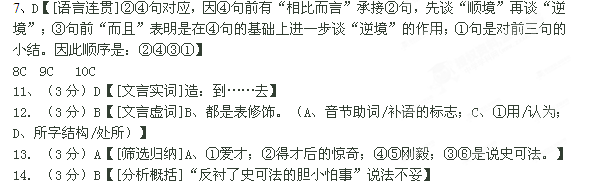 7、D【[语言连贯]②④句对应，因④句前有“相比而言”承接②句，先谈“顺境”再谈“逆
境”；③句前“而且”表明是在④句的基础上进一步谈“逆境”的作用；①句是对前三句的
小结。因此顺序是：②④③①】
8C 9C 10C
11、（3分）D【[文言实词]造：到……去】
12.（3分）B【[文言虚词]B、都是表修饰。（A、音节助词/补语的标志；C、①用/认为；
D、所字结构/处所）】
13.（3分）A【[筛选归纳]A、①爱才；②得才后的惊奇；④⑤刚毅；③⑥是说史可法。】
14.（3分）B【[分析概括]“反衬了史可法的胆小怕事”说法不妥】